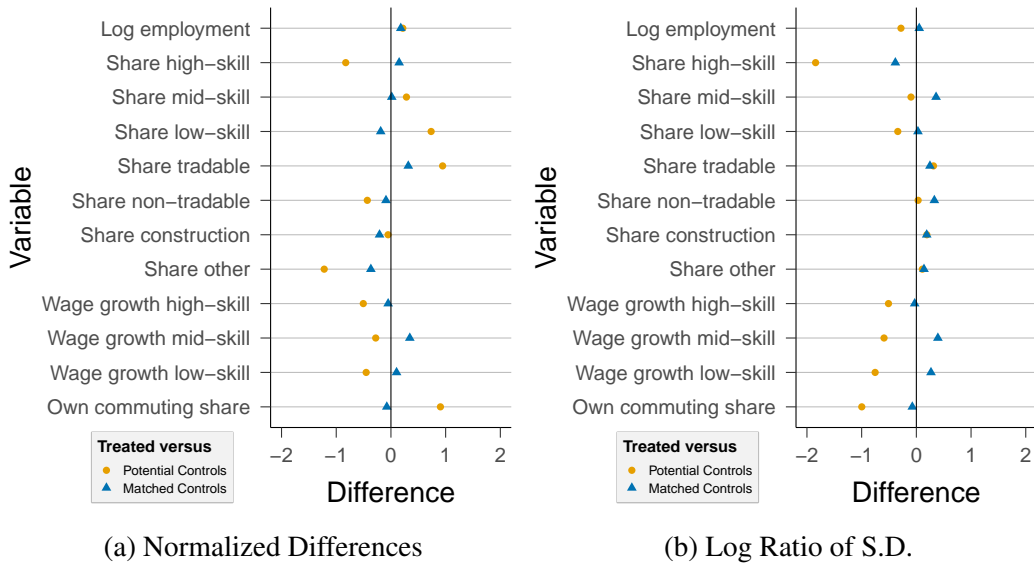 Variable
Log employment
Share high−skill
Share mid−skill
Share low−skill
Share tradable
Share non−tradable
Share construction
Share other
Wage growth high−skill
Wage growth mid−skill
Wage growth low−skill
Own commuting share
−2 −1 0 1 2
Difference
Treated versus
Potential Controls
Matched Controls
(a) Normalized Differences
Variable
Log employment
Share high−skill
Share mid−skill
Share low−skill
Share tradable
Share non−tradable
Share construction
Share other
Wage growth high−skill
Wage growth mid−skill
Wage growth low−skill
Own commuting share
−2 −1 0 1 2
Difference
Treated versus
Potential Controls
Matched Controls
(b) Log Ratio of S.D.